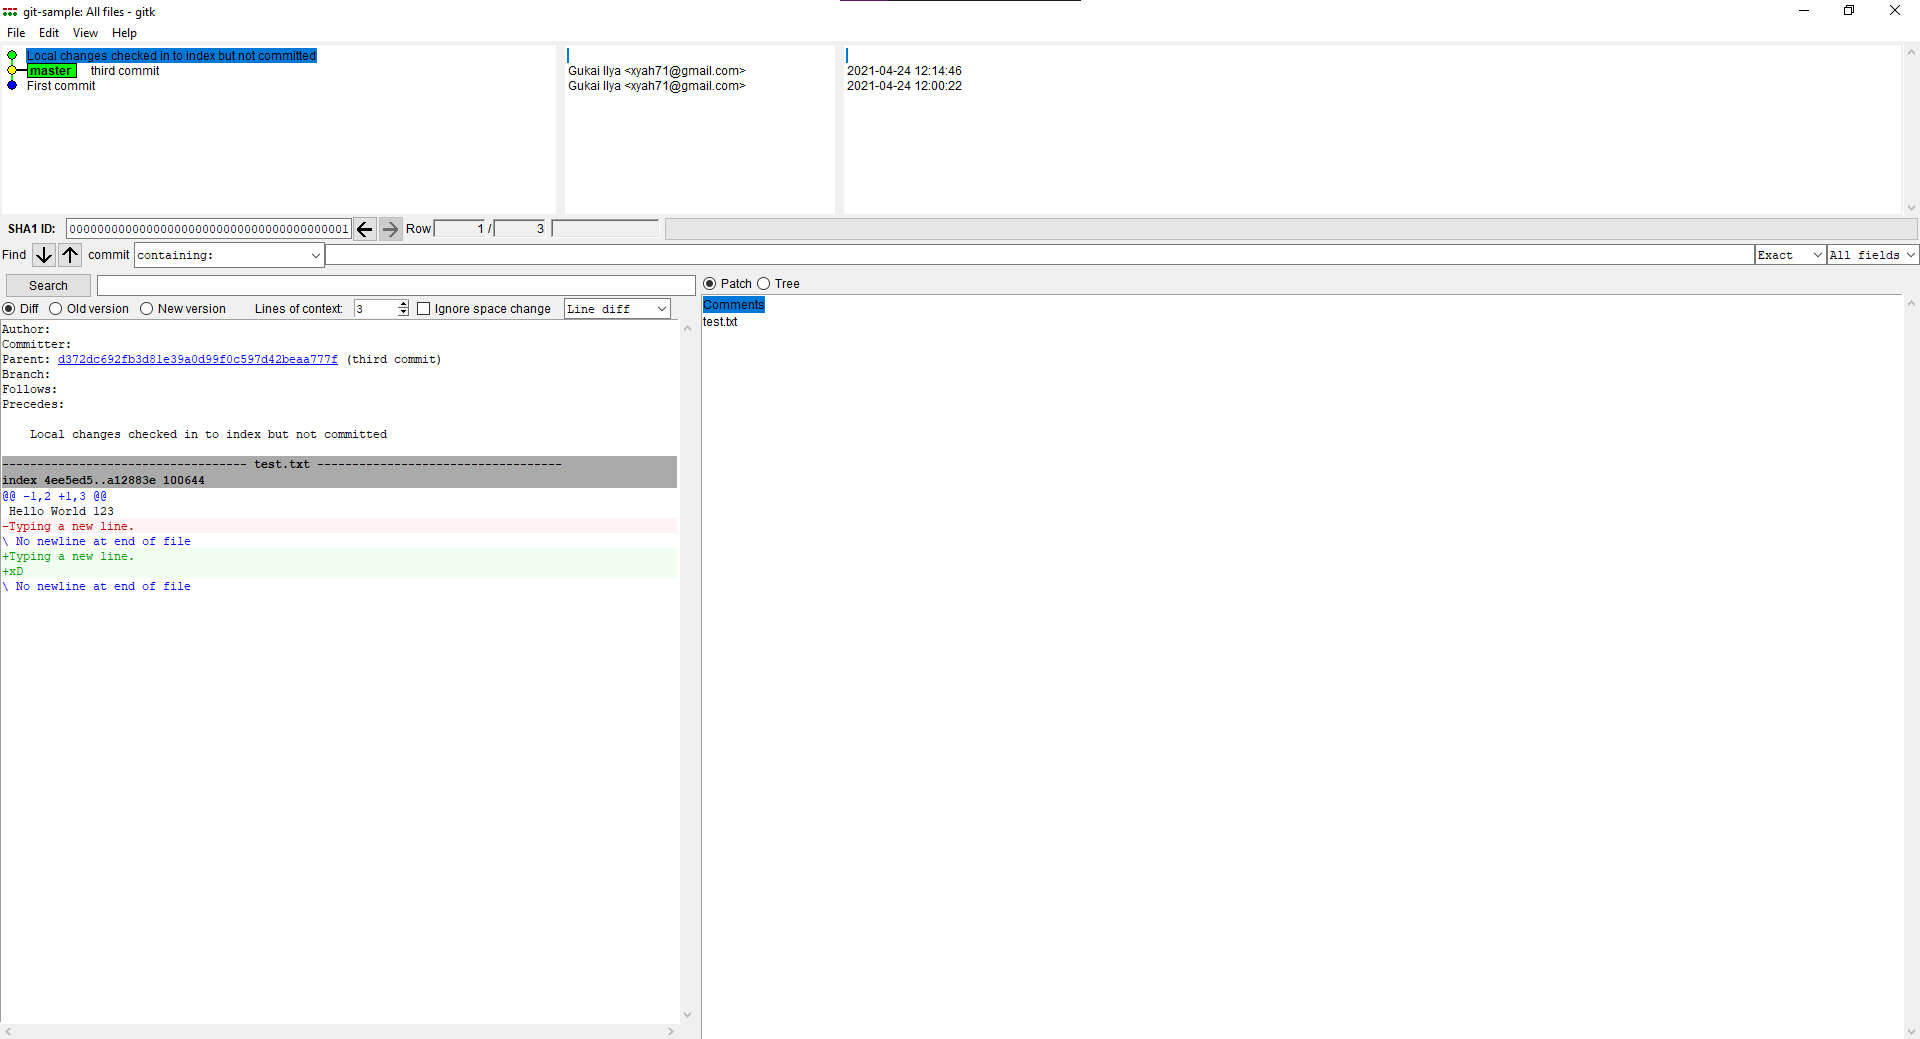 git-sample: All files - gitk
File Edit View Help
Local changes checked in to index but not committed
master third commit Gukai Ilya <xyah71@gmail.com> 2021-04-24 12:14:46
First commit Gukai Ilya <xyah71@gmail.com> 2021-04-24 12:00:22
SHA1 ID: 0000000000000000000000000000000000000001 Row 1 / 3
Find commit containing: Exact All fields
Search Patch Tree
Diff Old version New version Lines of context: 3 Ignore space change Line diff
Comments
test.txt
Author:
Committer:
Parent: d372dc692fb3d81e39a0d99f0c597d42beaa777f (third commit)
Branch:
Follows:
Precedes:
Local changes checked in to index but not committed
----------------------------------- test.txt -----------------------------------
index 4ee5ed5..a12883e 100644
@@ -1,2 +1,3 @@
Hello World 123
-Typing a new line.
\ No newline at end of file
+Typing a new line.
+xD
\ No newline at end of file